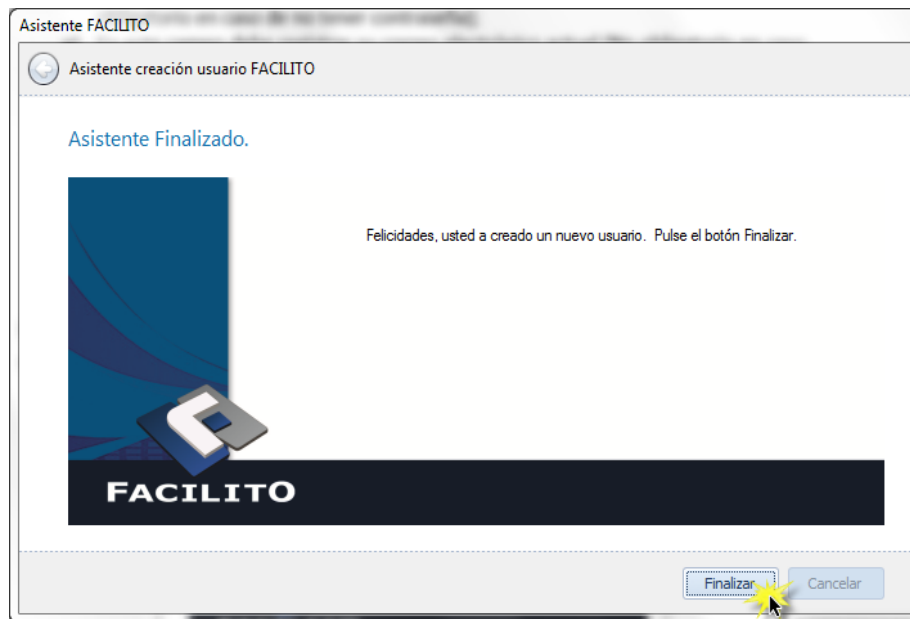 Asistente FACILITO
Asistente creación usuario FACILITO
Asistente Finalizado.
Felicidades, usted a creado un nuevo usuario. Pulse el botón Finalizar.
FACILITO
Finalizar
Cancelar